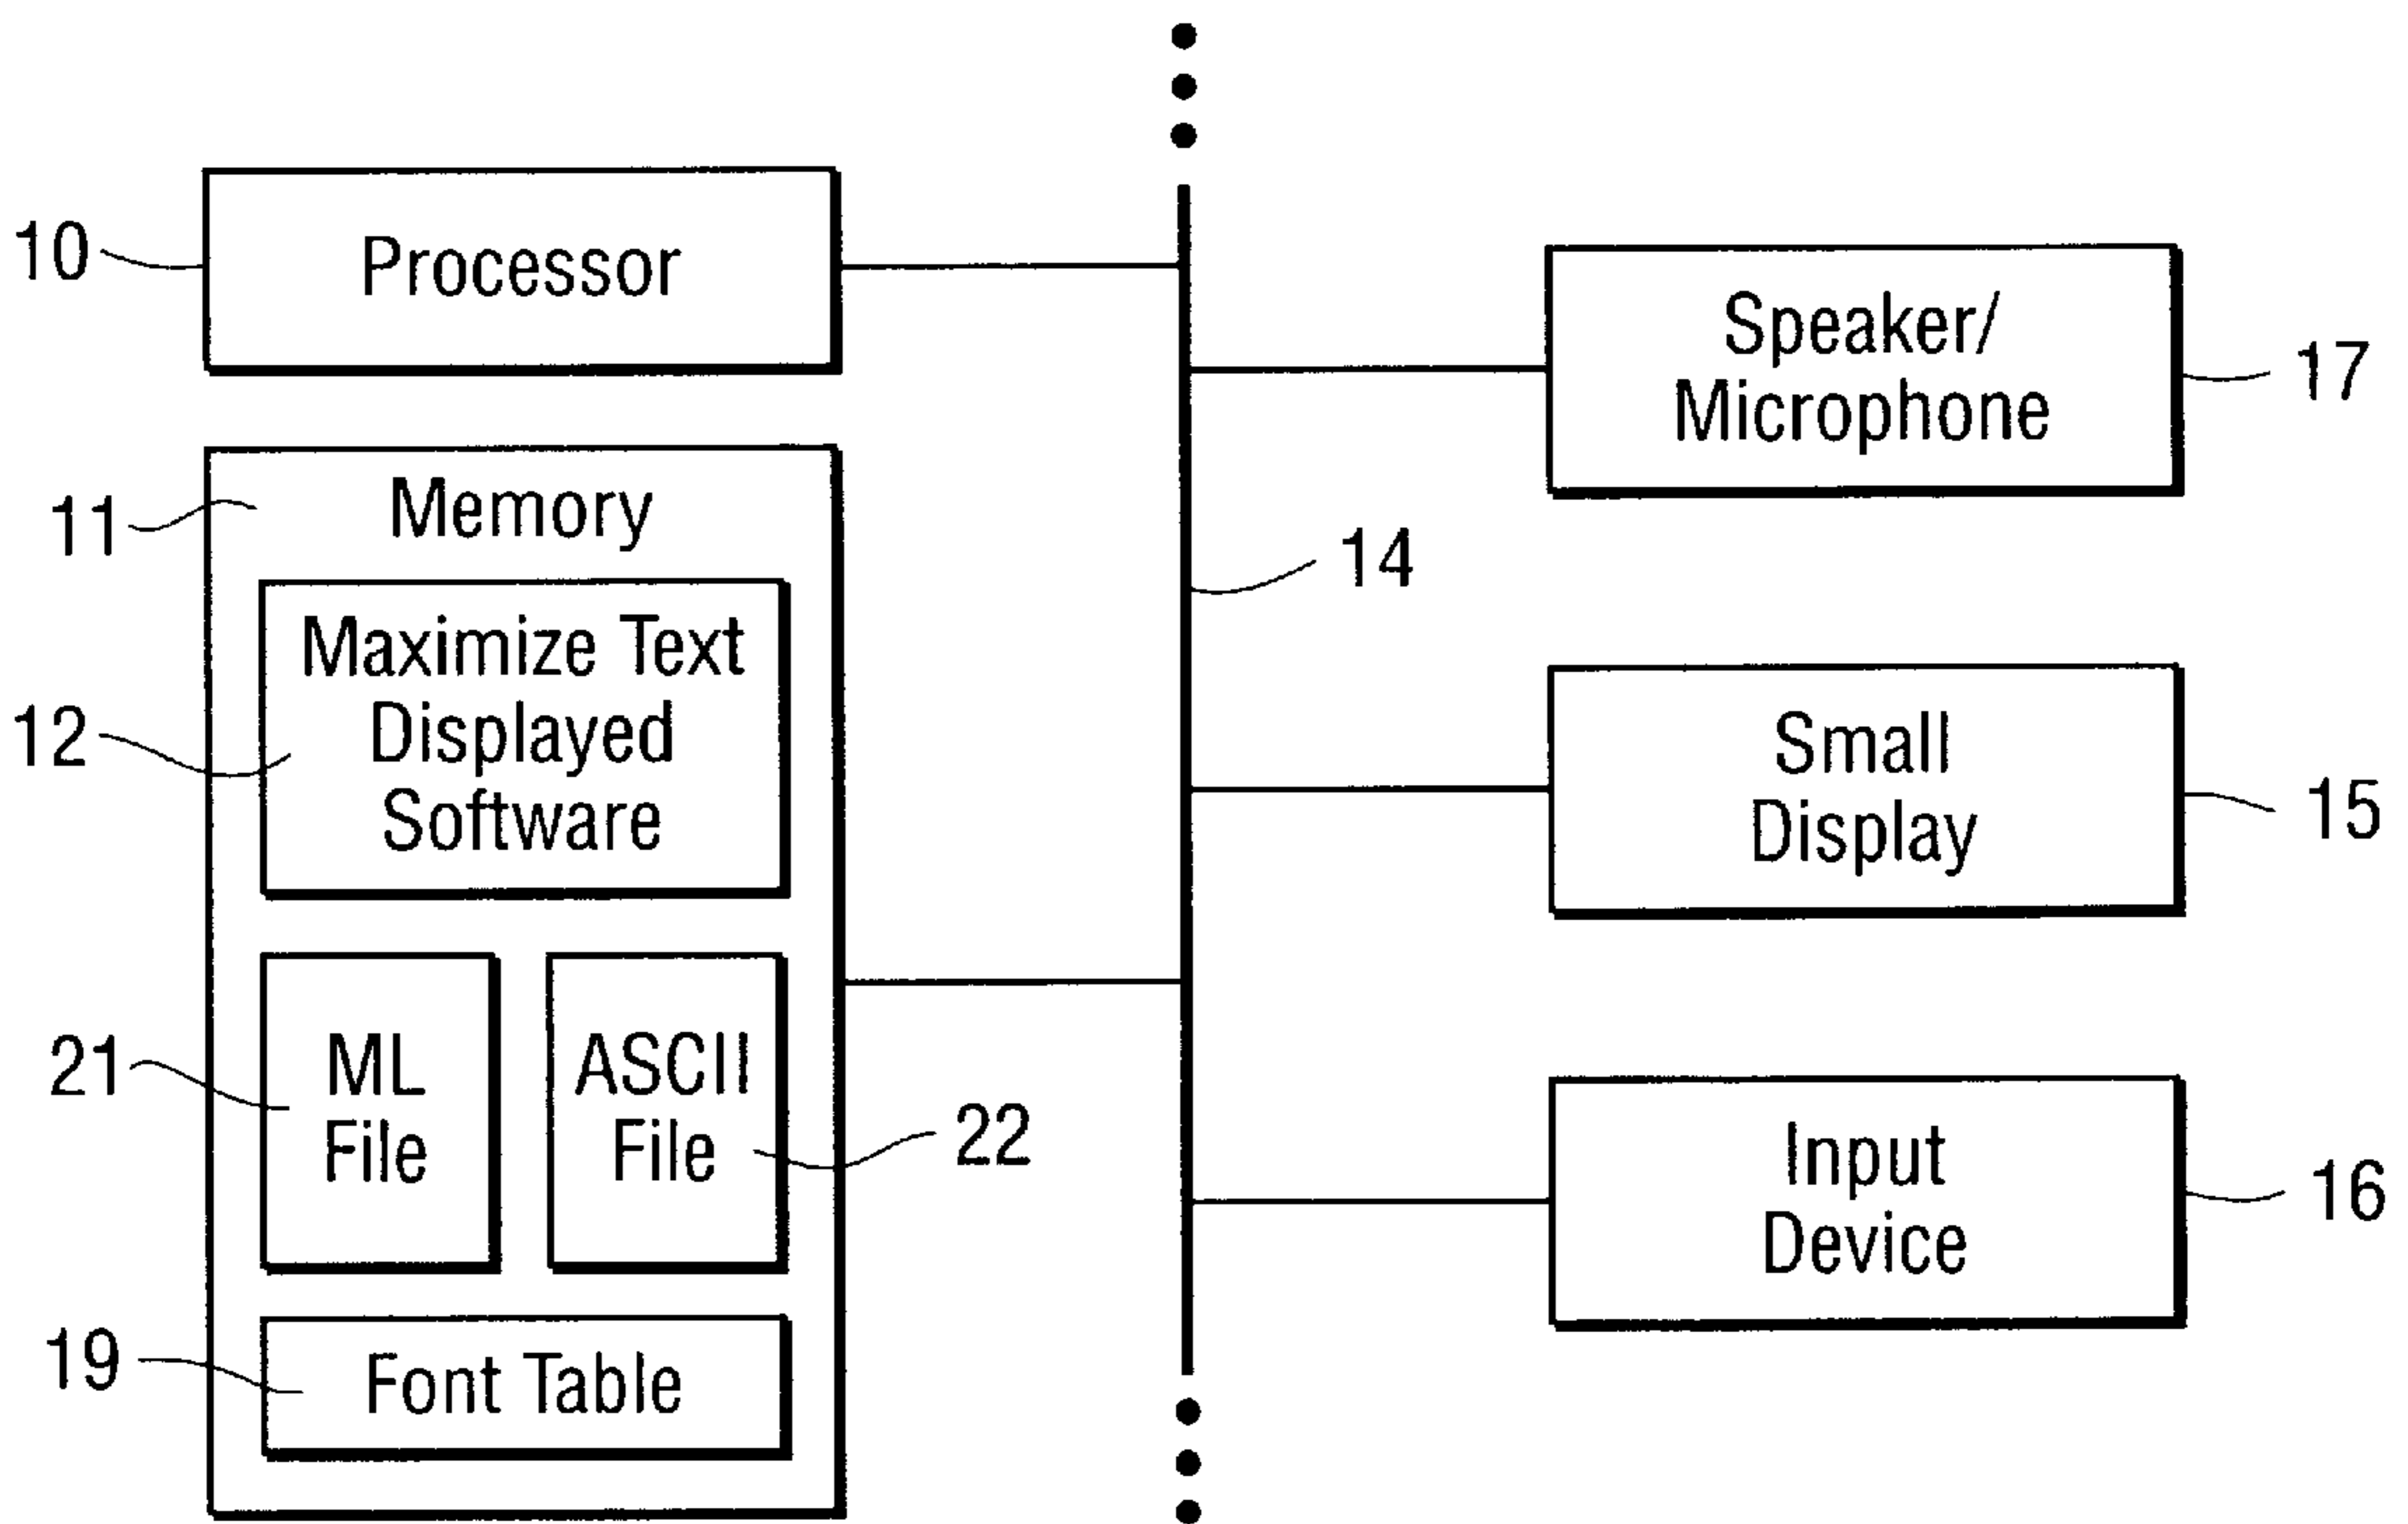 10
Processor
11
Memory
12
Maximize Text
Displayed
Software
21
ML
File
ASCII
File
22
19
Font Table
14
Speaker/
Microphone
17
Small
Display
15
Input
Device
16